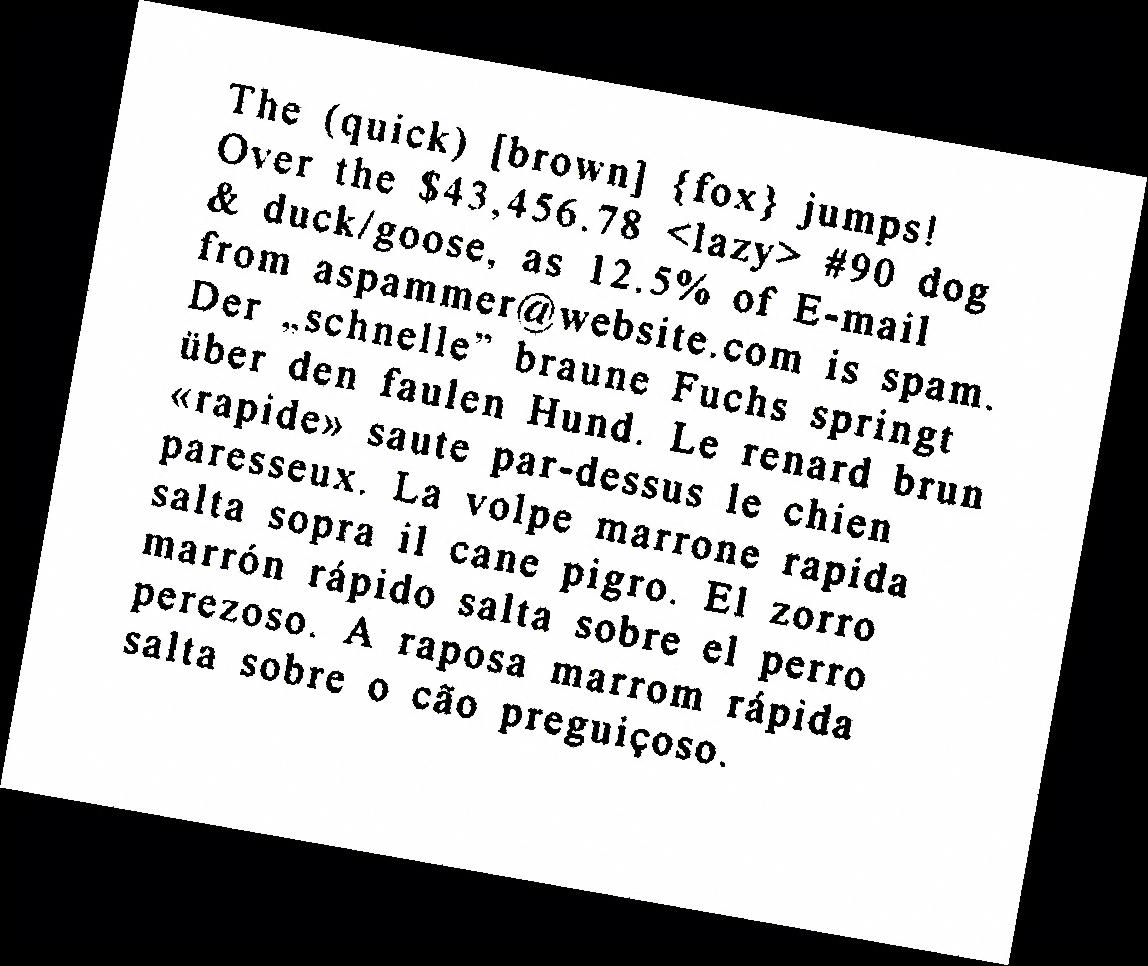 The (quick) [brown] {fox} jumps!
Over the $43,456.78 <lazy> #90 dog
& duck/goose, as 12.5% of E-mail
from aspammer@website.com is spam.
Der „schnelle” braune Fuchs springt
über den faulen Hund. Le renard brun
«rapide» saute par-dessus le chien
paresseux. La volpe marrone rapida
salta sopra il cane pigro. El zorro
marrón rápido salta sobre el perro
perezoso. A raposa marrom rápida
salta sobre o cão preguiçoso.